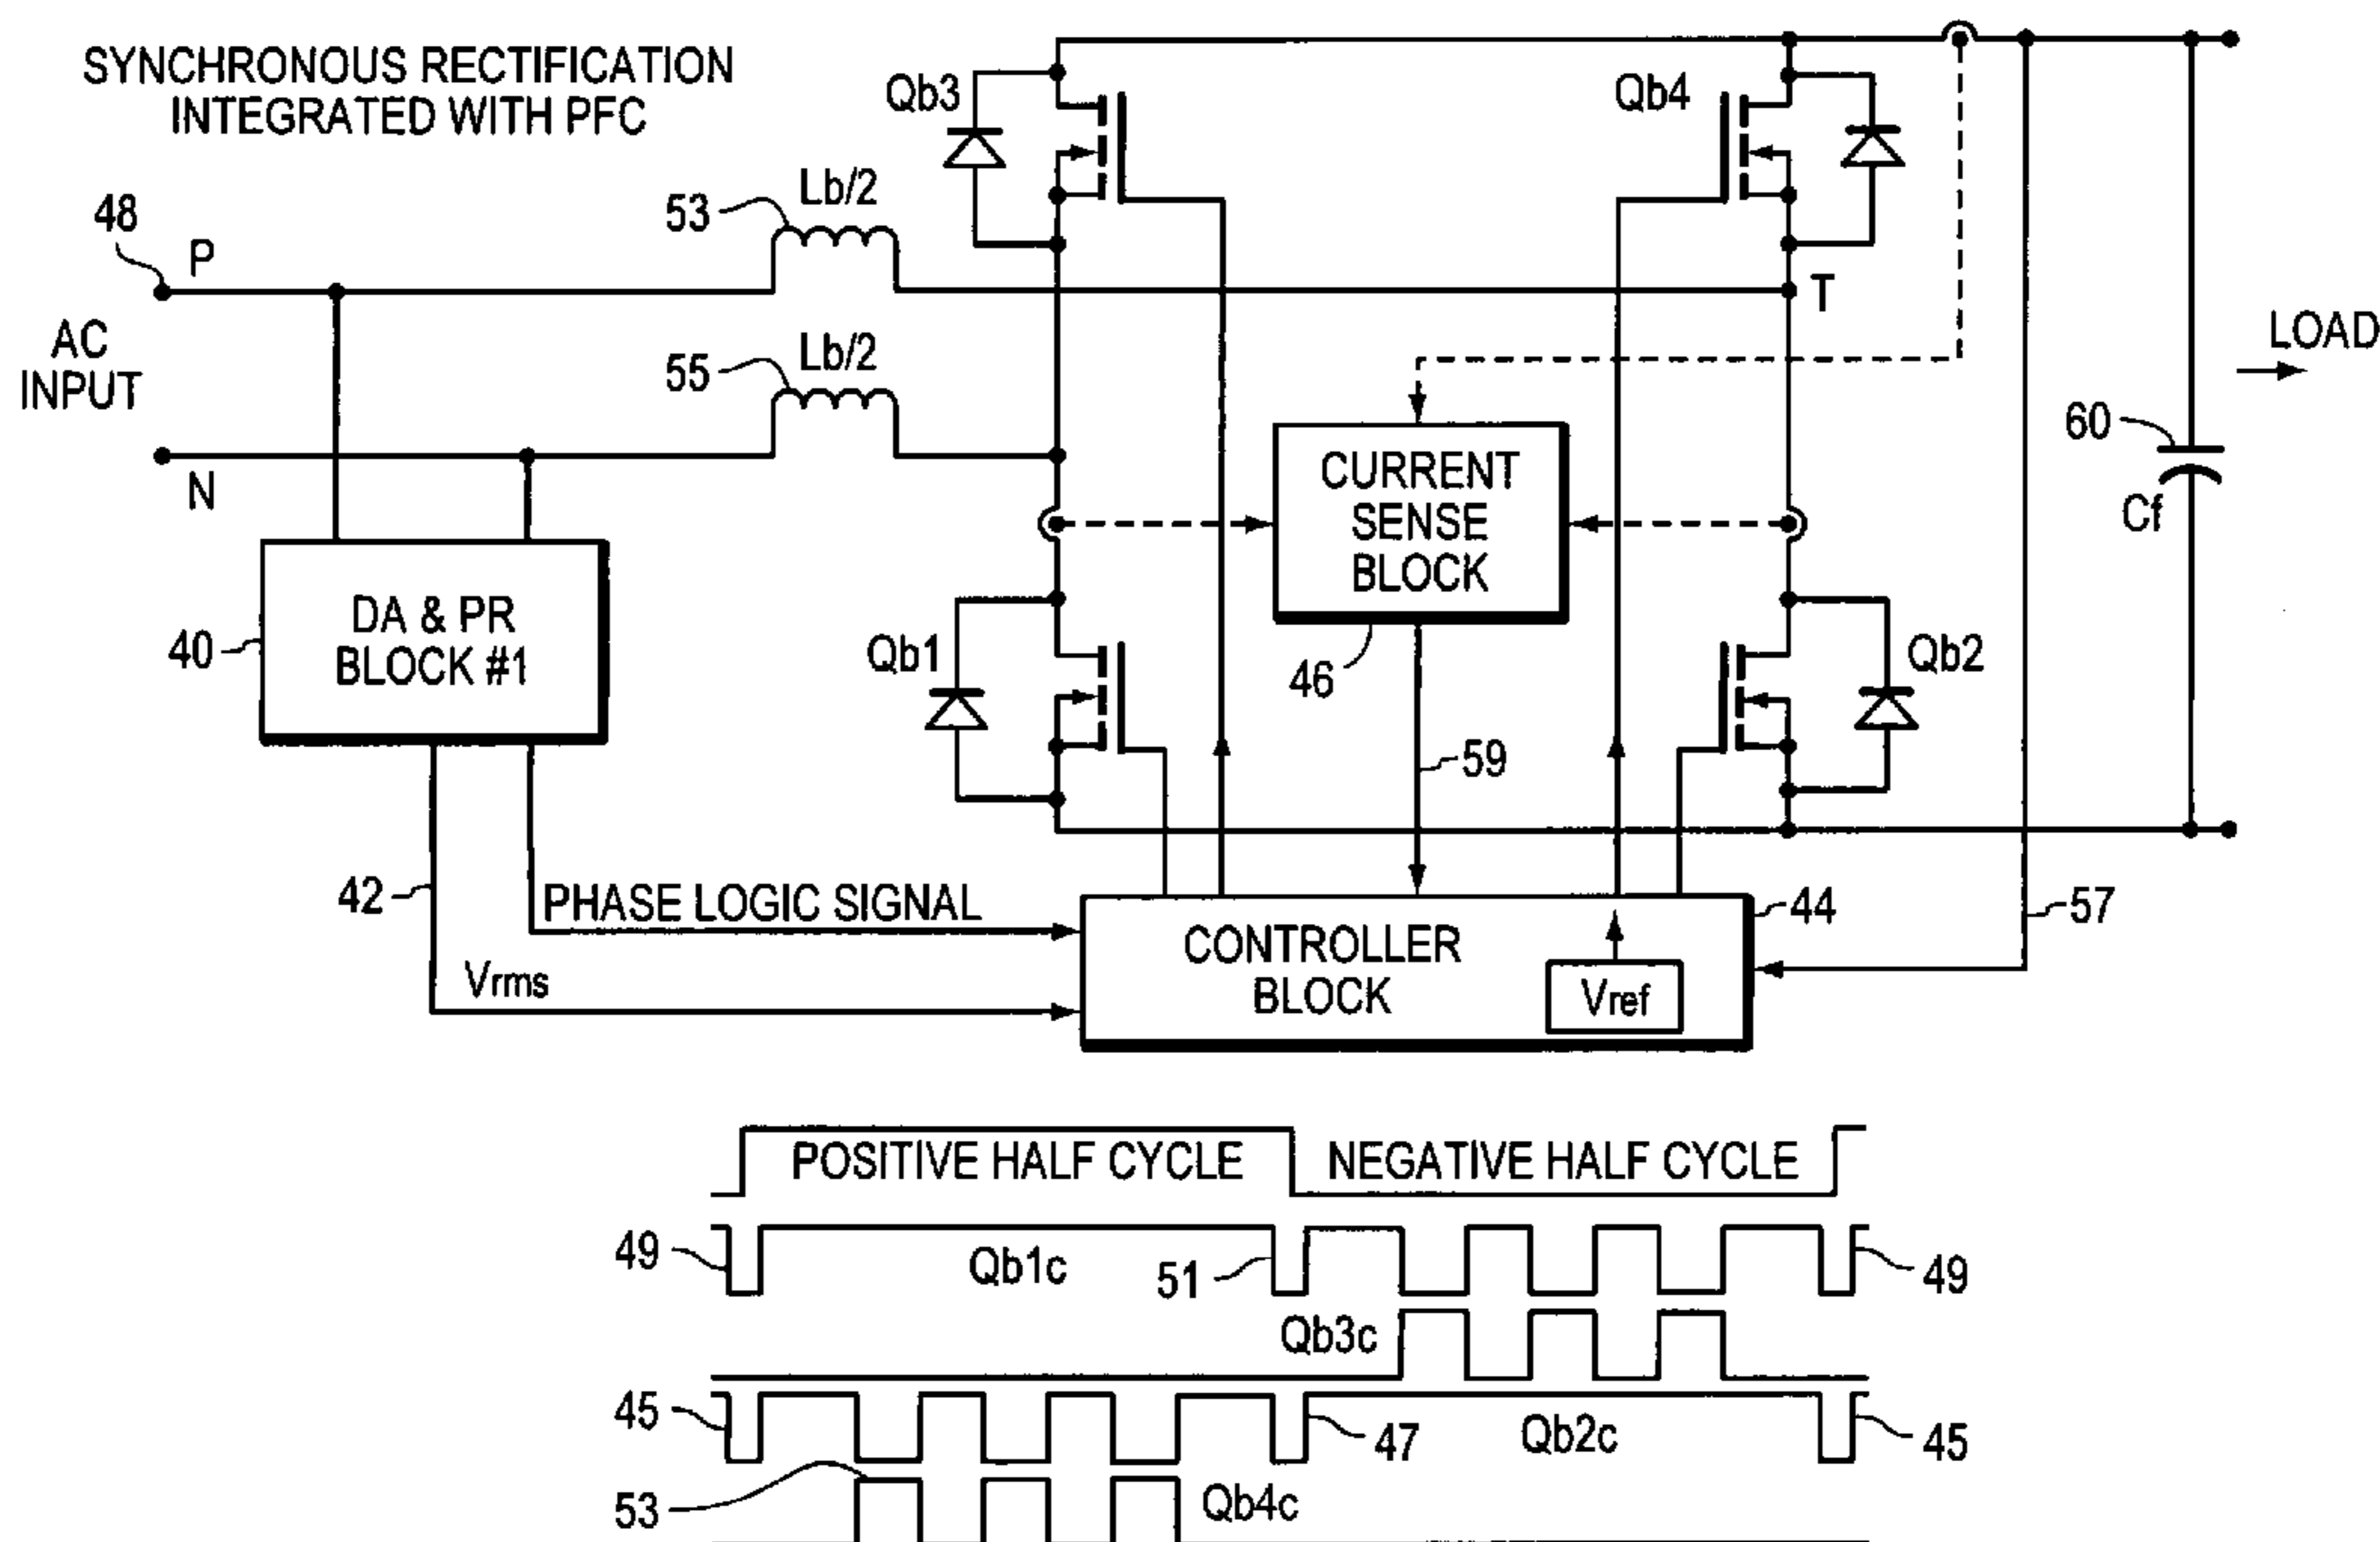 SYNCHRONOUS RECTIFICATION
INTEGRATED WITH PFC
Qb3
Qb4
48
P
53
Lb/2
T
AC
INPUT
55
Lb/2
LOAD
N
CURRENT
SENSE
BLOCK
60
Cf
40
DA & PR
BLOCK #1
Qb1
46
Qb2
59
42
PHASE LOGIC SIGNAL
44
57
Vrms
CONTROLLER
BLOCK
Vref
POSITIVE HALF CYCLE
NEGATIVE HALF CYCLE
49
Qb1c
51
49
Qb3c
45
47
Qb2c
45
53
Qb4c